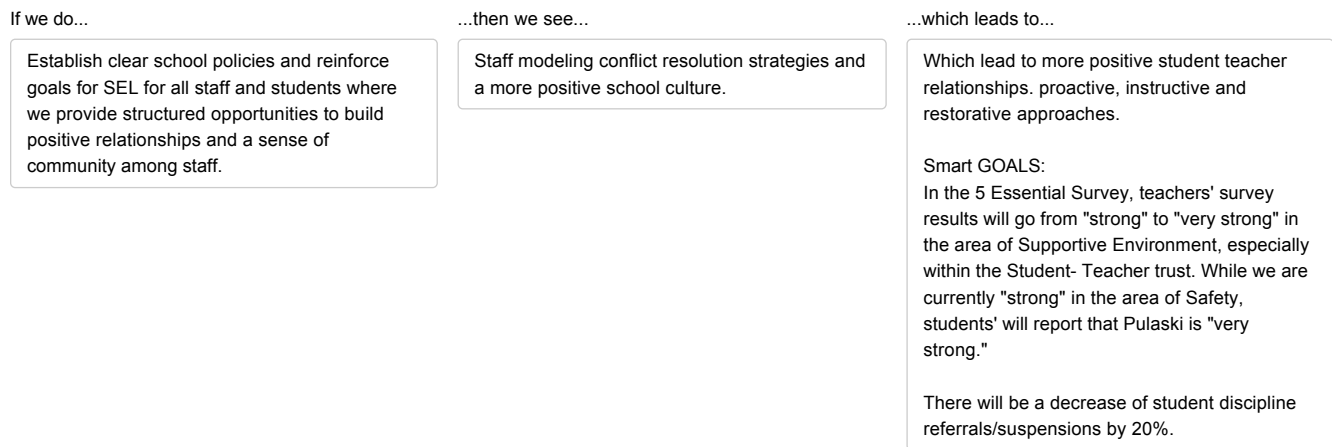 If we do...
Establish clear school policies and reinforce
goals for SEL for all staff and students where
we provide structured opportunities to build
positive relationships and a sense of
community among staff.
...then we see...
Staff modeling conflict resolution strategies and
a more positive school culture.
...which leads to...
Which lead to more positive student teacher
relationships. proactive, instructive and
restorative approaches.
Smart GOALS:
In the 5 Essential Survey, teachers' survey
results will go from "strong" to "very strong" in
the area of Supportive Environment, especially
within the Student- Teacher trust. While we are
currently "strong" in the area of Safety,
students' will report that Pulaski is "very
strong."
There will be a decrease of student discipline
referrals/suspensions by 20%.